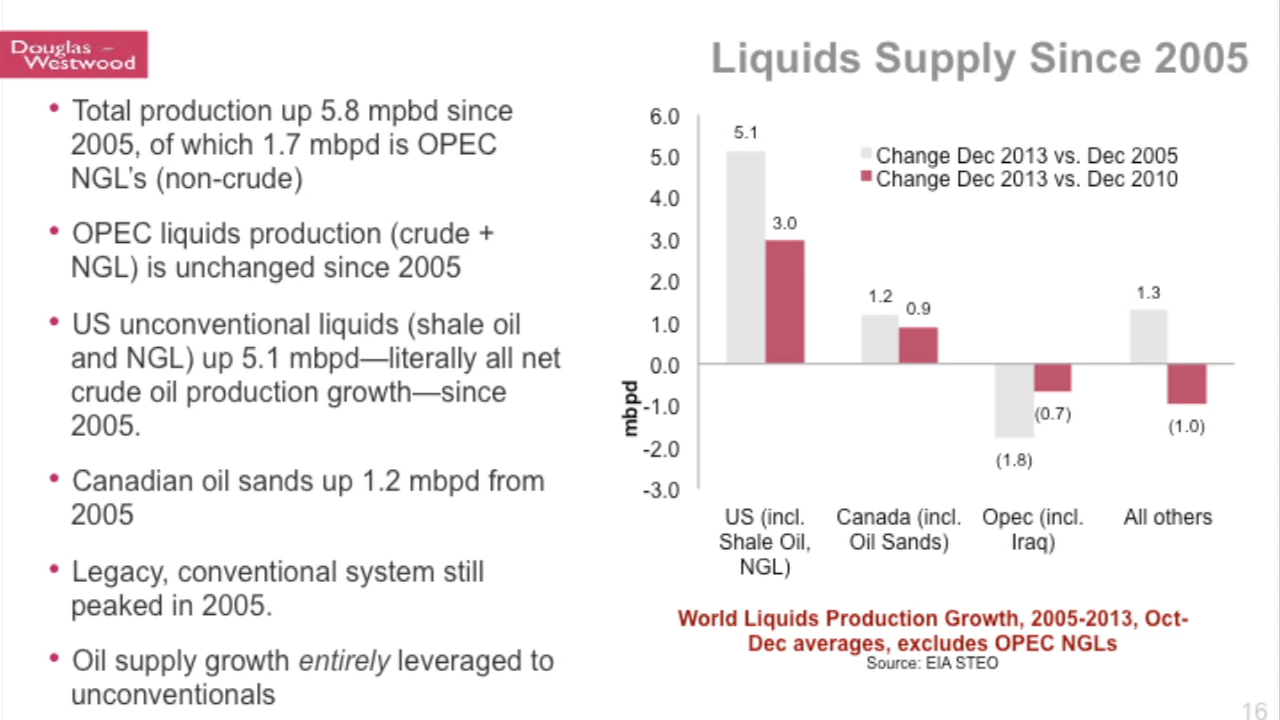 Douglas –
Westwood
Liquids Supply Since 2005
• Total production up 5.8 mpbd since
2005, of which 1.7 mbpd is OPEC
NGL's (non-crude)
• OPEC liquids production (crude +
NGL) is unchanged since 2005
• US unconventional liquids (shale oil
and NGL) up 5.1 mbpd—literally all net
crude oil production growth—since
2005.
• Canadian oil sands up 1.2 mbpd from
2005
• Legacy, conventional system still
peaked in 2005.
• Oil supply growth entirely leveraged to
unconventionals
6.0
5.0
4.0
3.0
2.0
1.0
0.0
-1.0
-2.0
-3.0
mbpd
Change Dec 2013 vs. Dec 2005
Change Dec 2013 vs. Dec 2010
5.1
3.0
1.2
0.9
(1.8)
(0.7)
1.3
(1.0)
US (incl.
Shale Oil,
NGL)
Canada (incl.
Oil Sands)
Opec (incl.
Iraq)
All others
World Liquids Production Growth, 2005-2013, Oct-
Dec averages, excludes OPEC NGLs
Source: EIA STEO
16